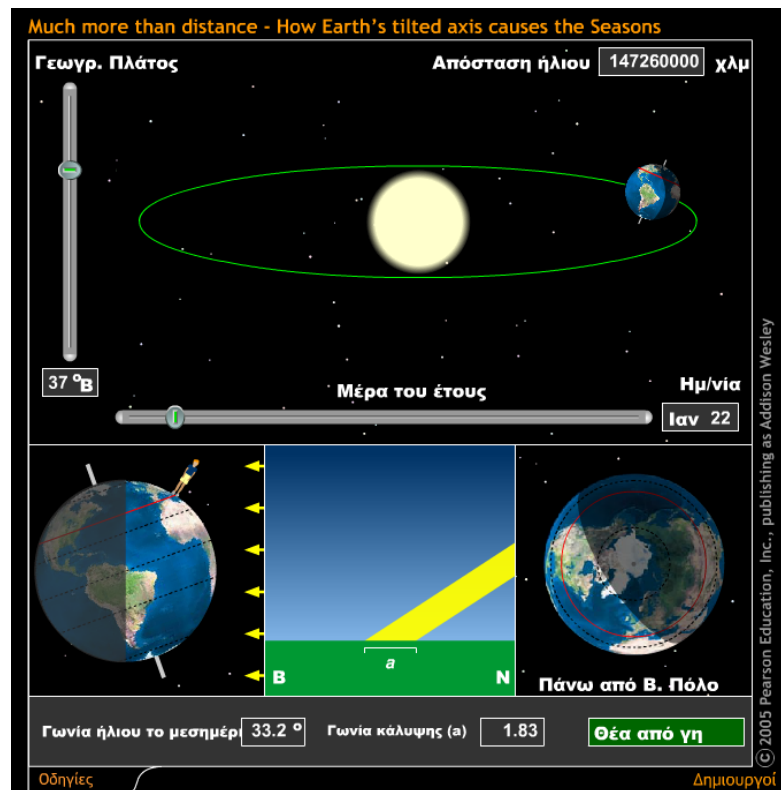 Much more than distance - How Earth's tilted axis causes the Seasons
Γεωγρ. Πλάτος
Απόσταση ήλιου 147260000 χλμ
37 ºB
Μέρα του έτους
Ημ/νία
Ιαν 22
B
a
N
Πάνω από Β. Πόλο
Γωνία ήλιου το μεσημέρι 33.2 º
Γωνία κάλυψης (a) 1.83
Θέα από γη
Οδηγίες
Δημιουργοί
© 2005 Pearson Education, Inc., publishing as Addison Wesley